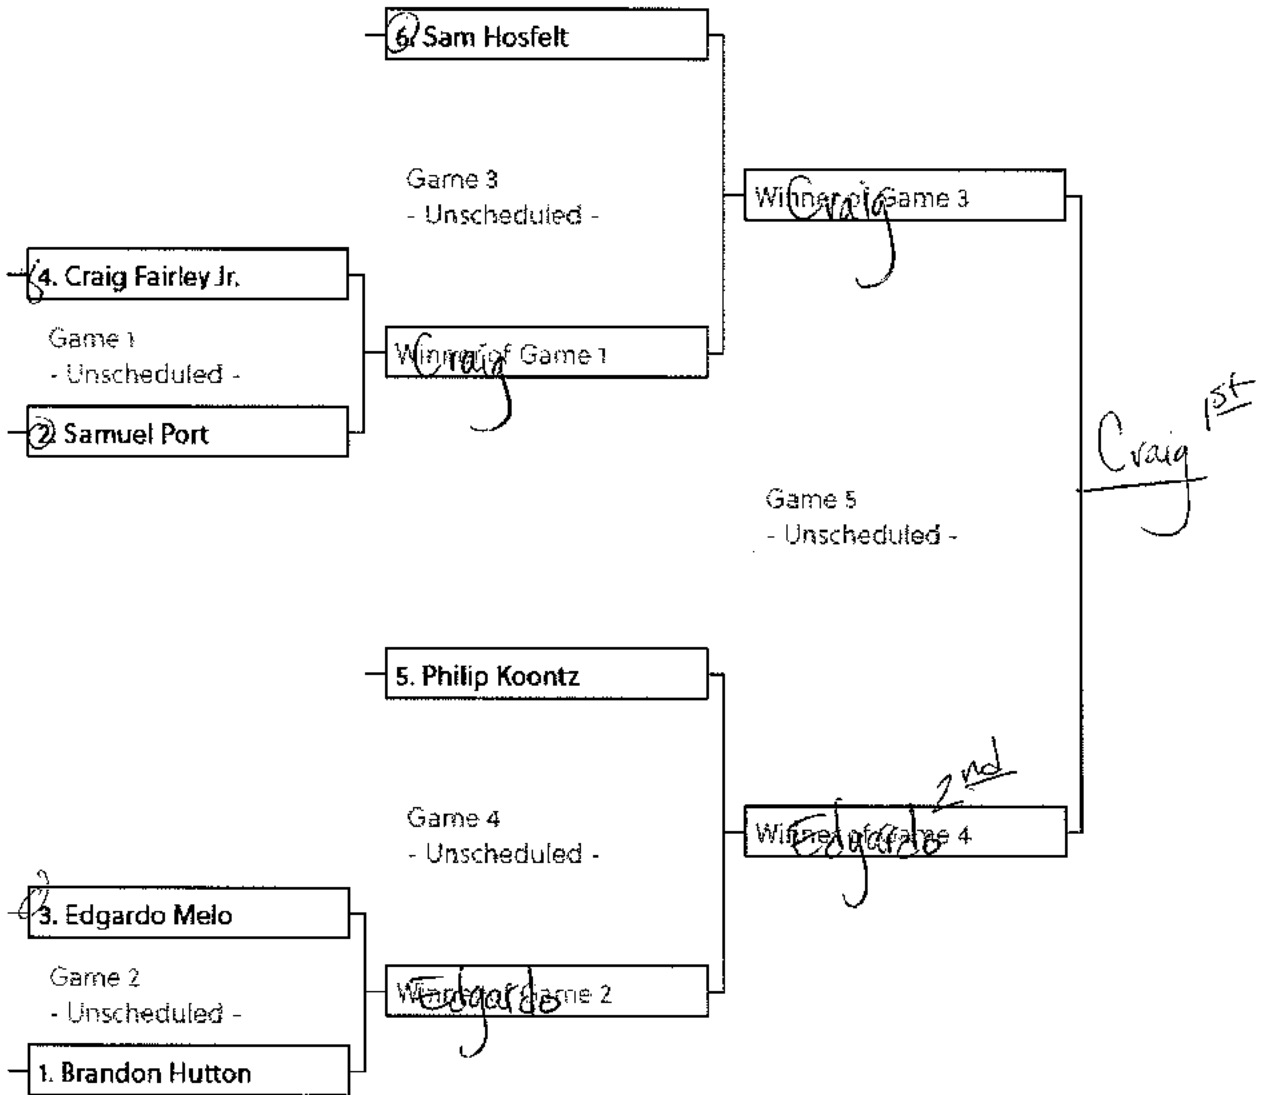 6. Sam Hosfelt
Game 3
- Unscheduled -
Winner of Game 3
Craig
4. Craig Fairley Jr.
Game 1
- Unscheduled -
Winner of Game 1
Craig
2. Samuel Port
Craig 1st
Game 5
- Unscheduled -
5. Philip Koontz
Game 4
- Unscheduled -
2nd
Winner of Game 4
Edgardo
3. Edgardo Melo
Game 2
- Unscheduled -
Winner of Game 2
Edgardo
1. Brandon Hutton